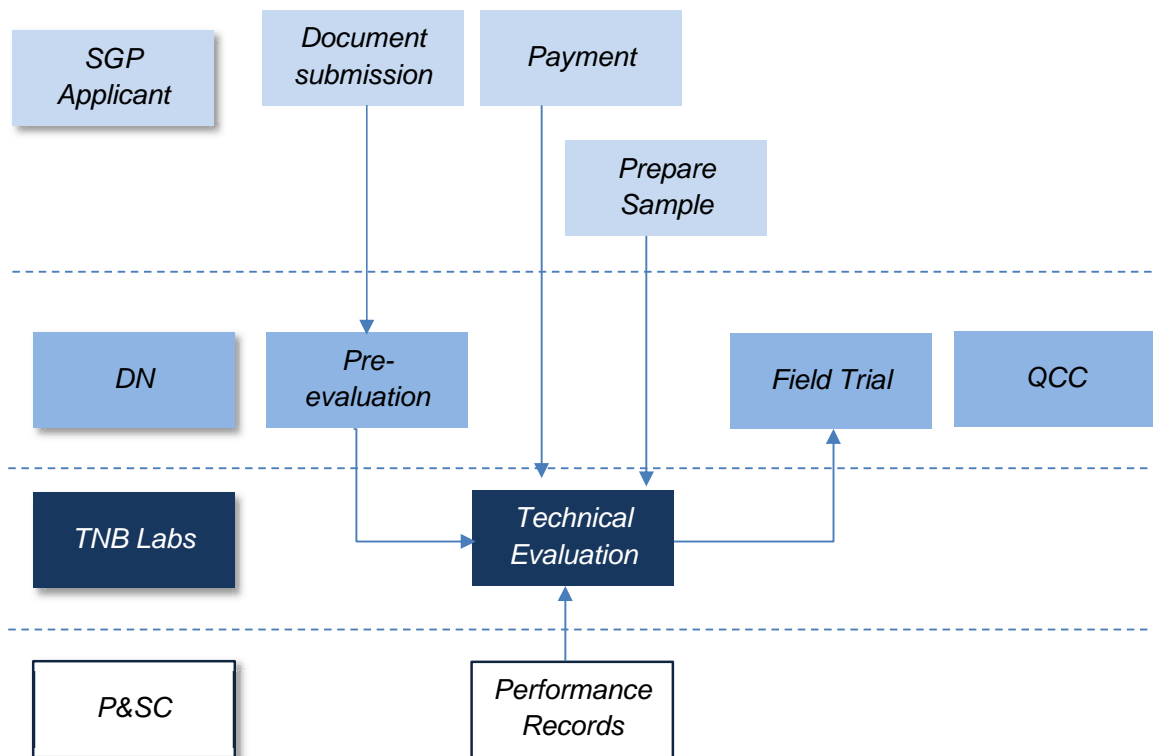 SGP
Applicant
Document
submission
Payment
Prepare
Sample
DN
Pre-
evaluation
Field Trial
QCC
TNB Labs
Technical
Evaluation
P&SC
Performance
Records